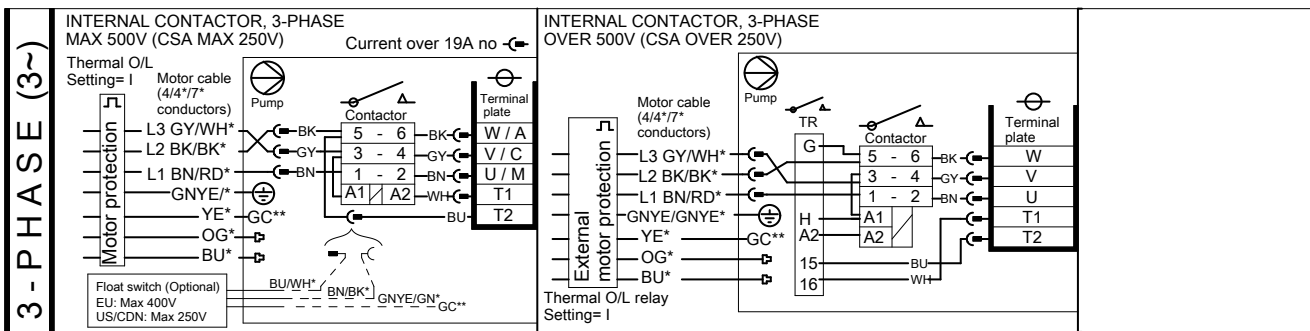 3-PHASE (3~)
INTERNAL CONTACTOR, 3-PHASE
MAX 500V (CSA MAX 250V)
Current over 19A no
Thermal O/L
Setting= I
Motor cable
(4/4*/7*
conductors)
Pump
Contactor
Terminal
plate
Motor protection
L3 GY/WH*
BK
5 - 6
BK
W / A
L2 BK/BK*
GY
3 - 4
GY
V / C
L1 BN/RD*
BN
1 - 2
BN
U / M
GNYE/*
A1
A2
WH
T1
YE*
GC**
BU
T2
OG*
BU*
Float switch (Optional)
EU: Max 400V
US/CDN: Max 250V
BU/WH*
BN/BK*
GNYE/GN*
GC**
INTERNAL CONTACTOR, 3-PHASE
OVER 500V (CSA OVER 250V)
Motor cable
(4/4*/7*
conductors)
Pump
TR
Contactor
Terminal
plate
External
motor protection
G
L3 GY/WH*
5 - 6
BK
W
L2 BK/BK*
3 - 4
GY
V
L1 BN/RD*
1 - 2
BN
U
GNYE/GNYE*
H
A1
T1
YE*
GC**
A2
A2
T2
OG*
15
BU
BU*
16
WH
Thermal O/L relay
Setting= I